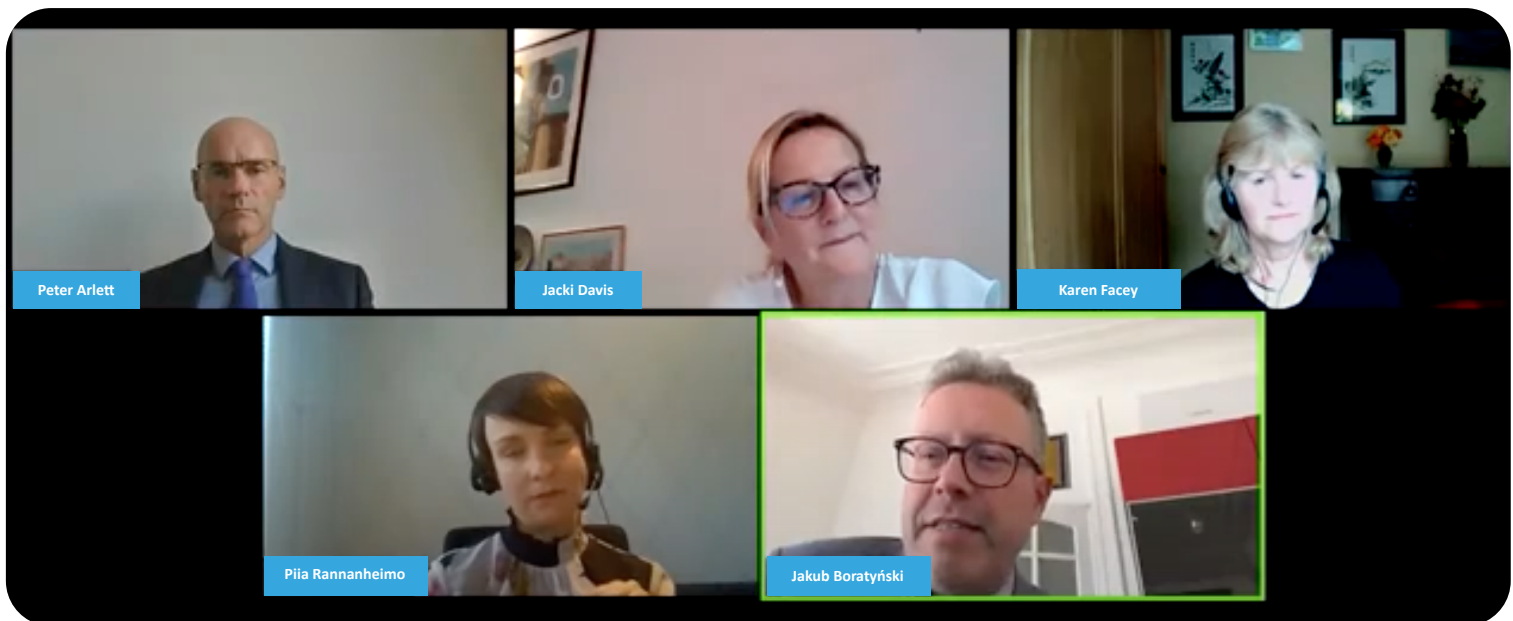 Peter Arlett
Jacki Davis
Karen Facey
Piia Rannanheimo
Jakub Boratyński